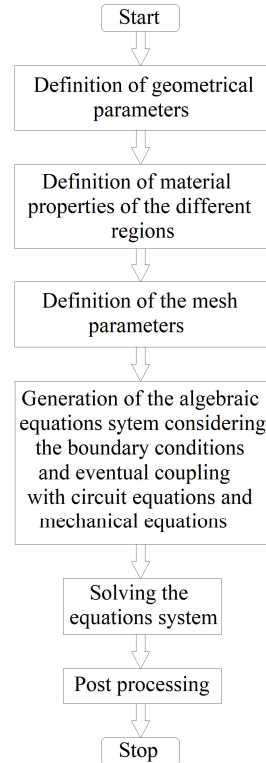 Start
Definition of geometrical
parameters
Definition of material
properties of the different
regions
Definition of the mesh
parameters
Generation of the algebraic
equations sytem considering
the boundary conditions
and eventual coupling
with circuit equations and
mechanical equations
Solving the
equations system
Post processing
Stop